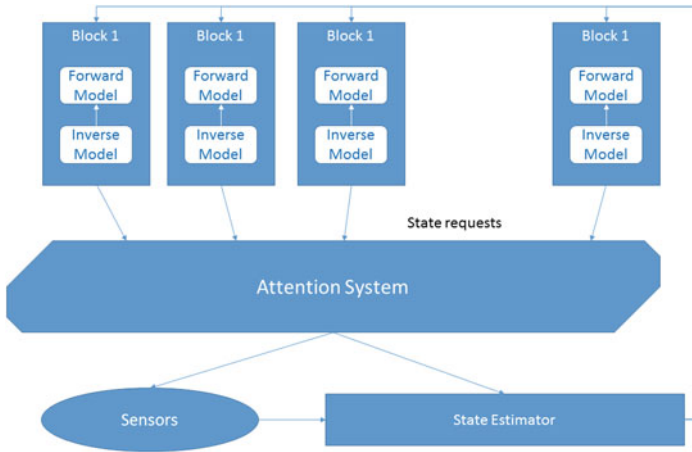 Block 1
Forward
Model
Inverse
Model
Block 1
Forward
Model
Inverse
Model
Block 1
Forward
Model
Inverse
Model
Block 1
Forward
Model
Inverse
Model
State requests
Attention System
Sensors
State Estimator